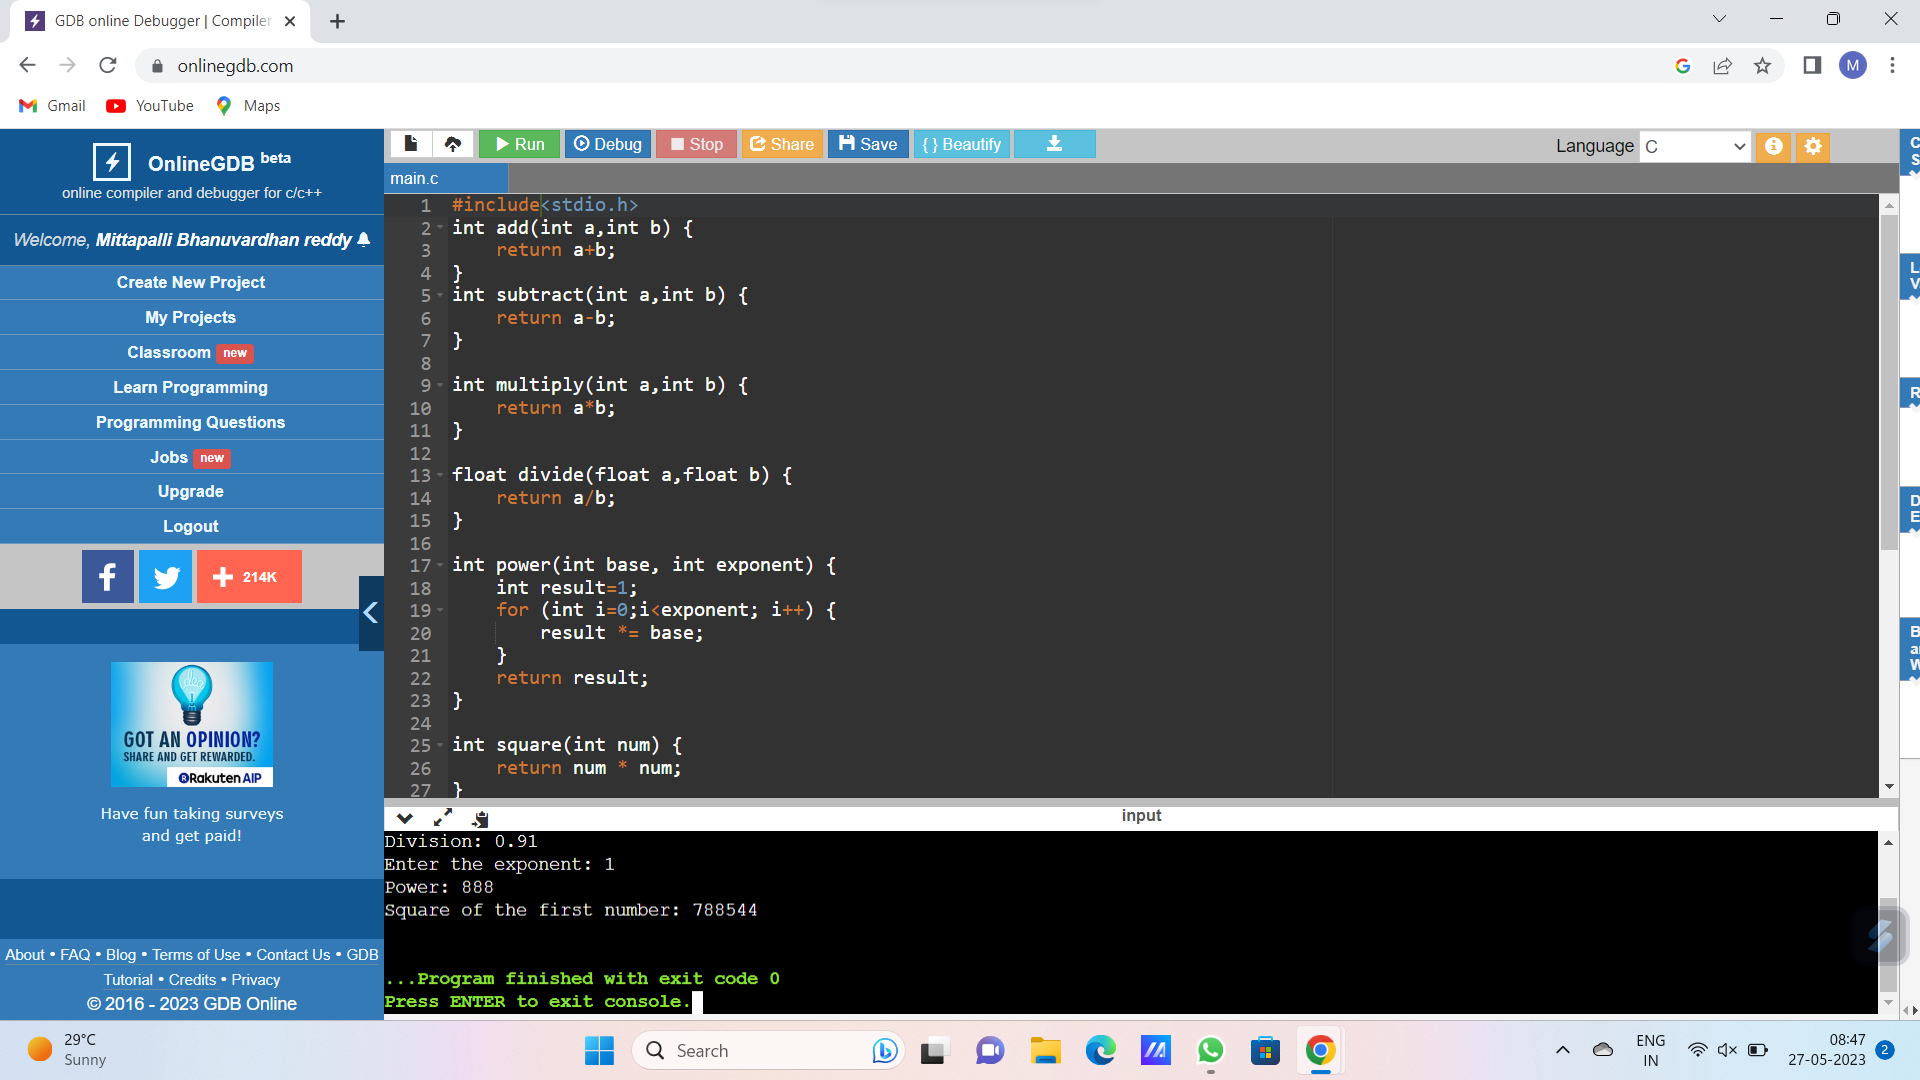 GDB online Debugger | Compiler
onlinegdb.com
M
Gmail
YouTube
Maps
OnlineGDB beta
online compiler and debugger for c/c++
Welcome, Mittapalli Bhanuvardhan reddy
Create New Project
My Projects
Classroom new
Learn Programming
Programming Questions
Jobs new
Upgrade
Logout
214K
GOT AN OPINION?
SHARE AND GET REWARDED.
Rakuten AIP
Have fun taking surveys
and get paid!
About • FAQ • Blog • Terms of Use • Contact Us • GDB
Tutorial • Credits • Privacy
© 2016 - 2023 GDB Online
Run
Debug
Stop
Share
Save
{ } Beautify
Language C
main.c
1 #include<stdio.h>
2 int add(int a,int b) {
3     return a+b;
4 }
5 int subtract(int a,int b) {
6     return a-b;
7 }
8
9 int multiply(int a,int b) {
10     return a*b;
11 }
12
13 float divide(float a,float b) {
14     return a/b;
15 }
16
17 int power(int base, int exponent) {
18     int result=1;
19     for (int i=0;i<exponent; i++) {
20         result *= base;
21     }
22     return result;
23 }
24
25 int square(int num) {
26     return num * num;
27 }
input
Division: 0.91
Enter the exponent: 1
Power: 888
Square of the first number: 788544
...Program finished with exit code 0
Press ENTER to exit console.
29°C
Sunny
Search
ENG
IN
08:47
27-05-2023
2